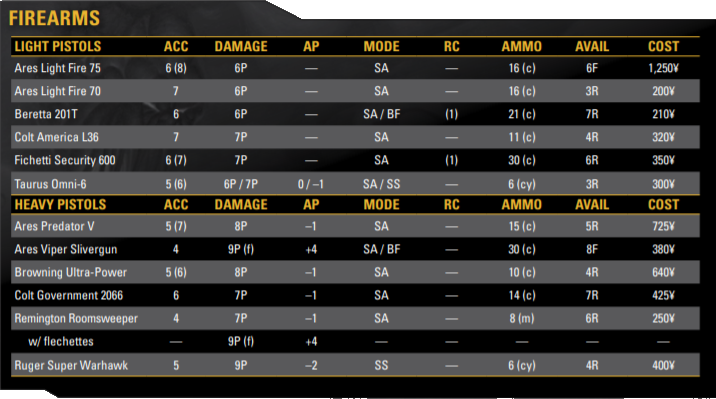 FIREARMS
LIGHT PISTOLS ACC DAMAGE AP MODE RC AMMO AVAIL COST
Ares Light Fire 75 6 (8) 6P — SA — 16 (c) 6F 1,250¥
Ares Light Fire 70 7 6P — SA — 16 (c) 3R 200¥
Beretta 201T 6 6P — SA / BF (1) 21 (c) 7R 210¥
Colt America L36 7 7P — SA — 11 (c) 4R 320¥
Fichetti Security 600 6 (7) 7P — SA (1) 30 (c) 6R 350¥
Taurus Omni-6 5 (6) 6P / 7P 0 / –1 SA / SS — 6 (cy) 3R 300¥
HEAVY PISTOLS ACC DAMAGE AP MODE RC AMMO AVAIL COST
Ares Predator V 5 (7) 8P –1 SA — 15 (c) 5R 725¥
Ares Viper Slivergun 4 9P (f) +4 SA / BF — 30 (c) 8F 380¥
Browning Ultra-Power 5 (6) 8P –1 SA — 10 (c) 4R 640¥
Colt Government 2066 6 7P –1 SA — 14 (c) 7R 425¥
Remington Roomsweeper 4 7P –1 SA — 8 (m) 6R 250¥
w/ flechettes — 9P (f) +4 — — — — —
Ruger Super Warhawk 5 9P –2 SS — 6 (cy) 4R 400¥